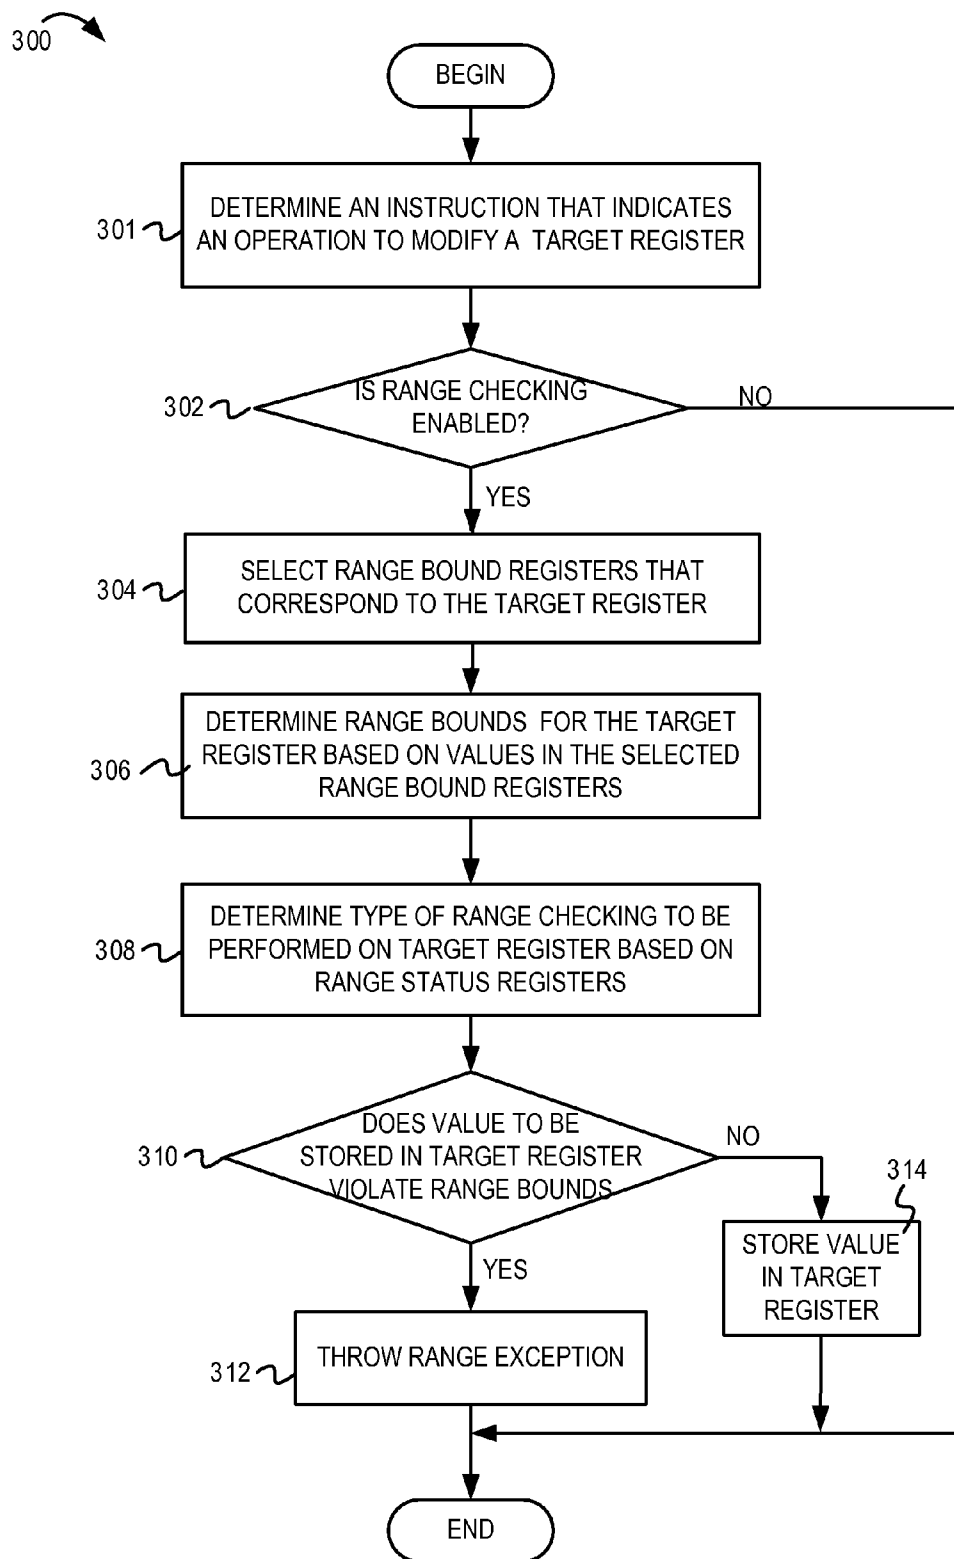 300
BEGIN
301
DETERMINE AN INSTRUCTION THAT INDICATES
AN OPERATION TO MODIFY A TARGET REGISTER
302
IS RANGE CHECKING
ENABLED?
NO
YES
304
SELECT RANGE BOUND REGISTERS THAT
CORRESPOND TO THE TARGET REGISTER
306
DETERMINE RANGE BOUNDS FOR THE TARGET
REGISTER BASED ON VALUES IN THE SELECTED
RANGE BOUND REGISTERS
308
DETERMINE TYPE OF RANGE CHECKING TO BE
PERFORMED ON TARGET REGISTER BASED ON
RANGE STATUS REGISTERS
310
DOES VALUE TO BE
STORED IN TARGET REGISTER
VIOLATE RANGE BOUNDS
NO
314
STORE VALUE
IN TARGET
REGISTER
YES
312
THROW RANGE EXCEPTION
END